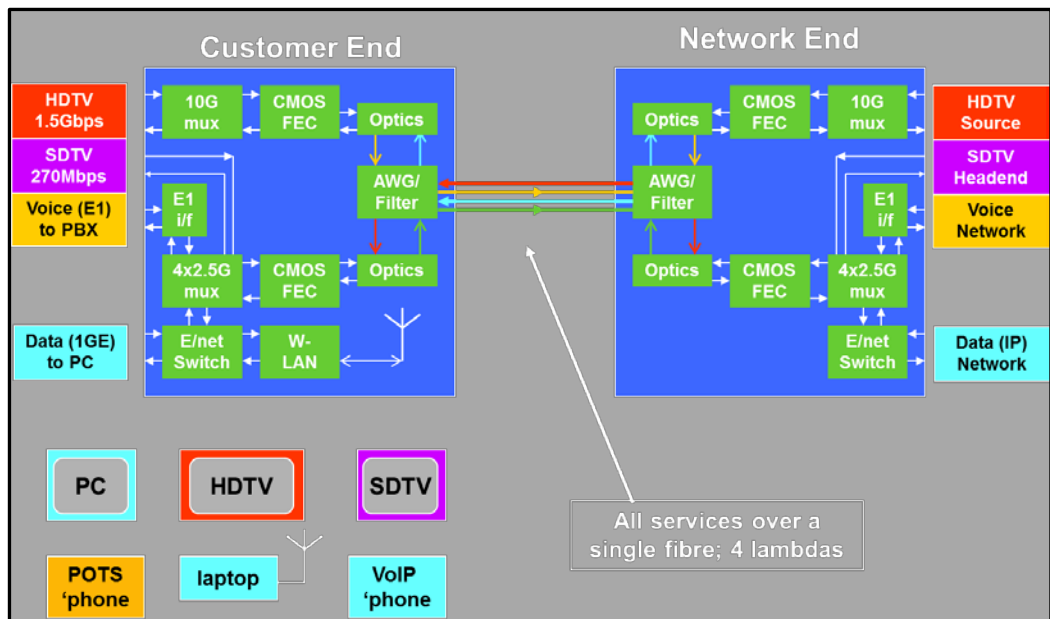 Customer End
Network End
HDTV
1.5Gbps
SDTV
270Mbps
Voice (E1)
to PBX
Data (1GE)
to PC
10G
mux
CMOS
FEC
Optics
AWG/
Filter
E1
i/f
4x2.5G
mux
CMOS
FEC
Optics
E/net
Switch
W-
LAN
Optics
CMOS
FEC
10G
mux
AWG/
Filter
E1
i/f
Optics
CMOS
FEC
4x2.5G
mux
E/net
Switch
HDTV
Source
SDTV
Headend
Voice
Network
Data (IP)
Network
PC
HDTV
SDTV
POTS
‘phone
laptop
VoIP
‘phone
All services over a
single fibre; 4 lambdas